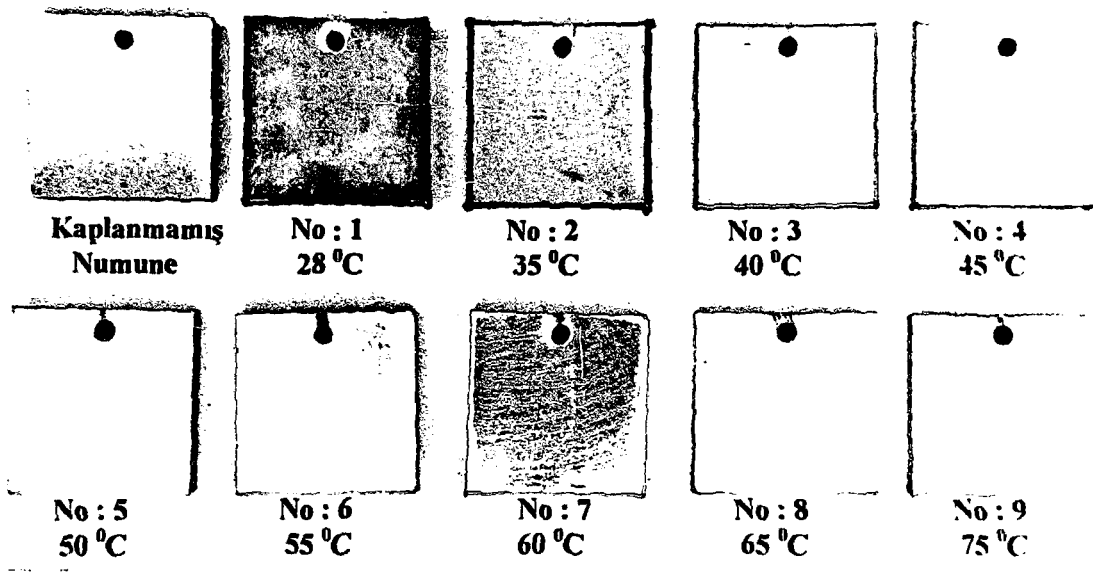 Kaplanmamış
Numune
No : 1
28 ⁰C
No : 2
35 ⁰C
No : 3
40 ⁰C
No : 4
45 ⁰C
No : 5
50 ⁰C
No : 6
55 ⁰C
No : 7
60 ⁰C
No : 8
65 ⁰C
No : 9
75 ⁰C